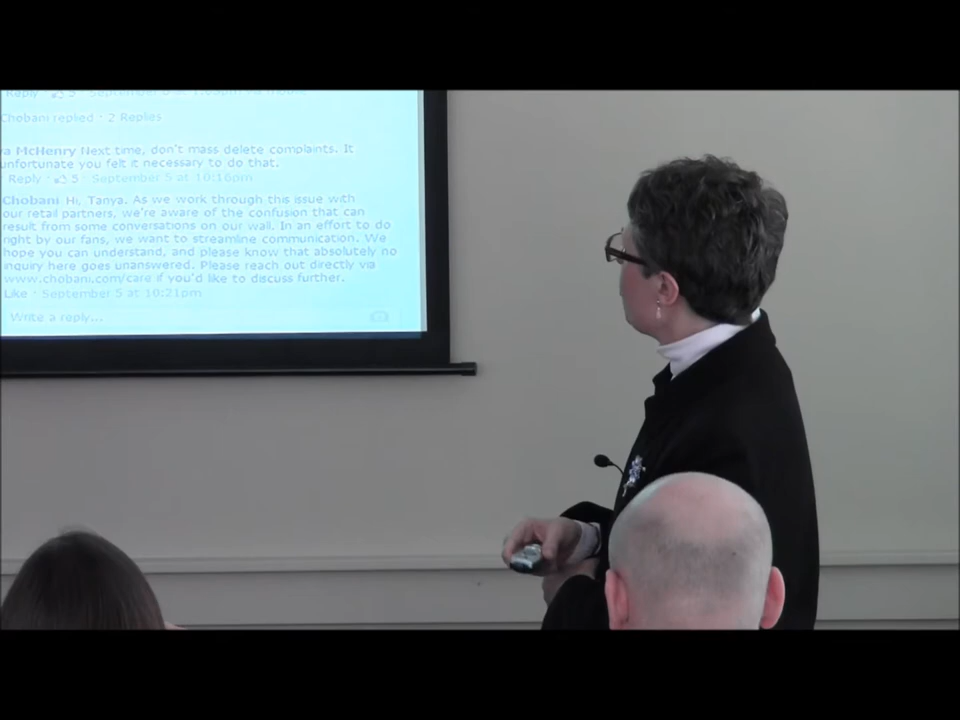 Reply · 5 · September
Chobani replied · 2 Replies
McHenry Next time, don't mass delete complaints. It
unfortunate you felt it necessary to do that.
Reply · 5 · September 5 at 10:16pm
Chobani Hi, Tanya. As we work through this issue with
our retail partners, we're aware of the confusion that can
result from some conversations on our wall. In an effort to do
right by our fans, we want to streamline communication. We
hope you can understand, and please know that absolutely no
inquiry here goes unanswered. Please reach out directly via
www.chobani.com/care if you'd like to discuss further.
Like · September 5 at 10:21pm
Write a reply...